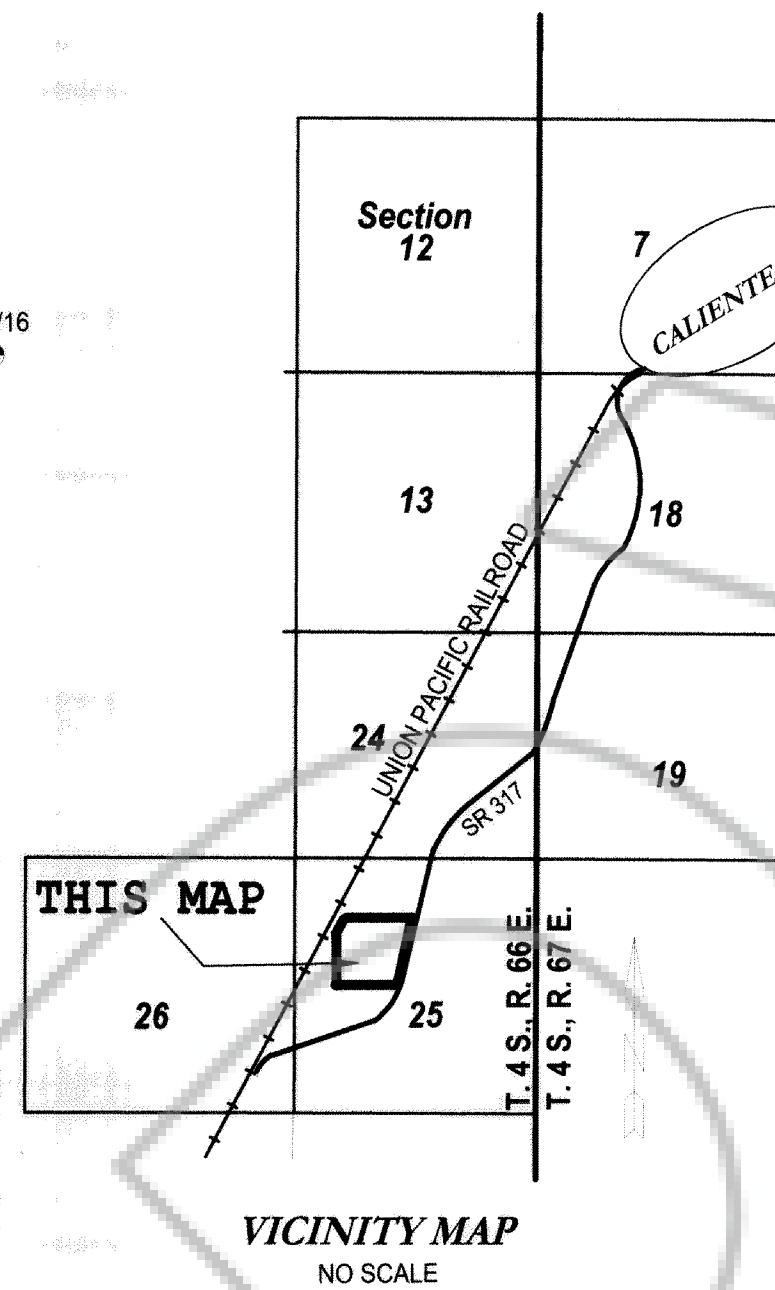 Section
12
7
CALIENTE
/16
13
18
UNION PACIFIC RAILROAD
24
19
SR 317
THIS MAP
T. 4 S., R. 66 E.
T. 4 S., R. 67 E.
26
25
N
VICINITY MAP
NO SCALE